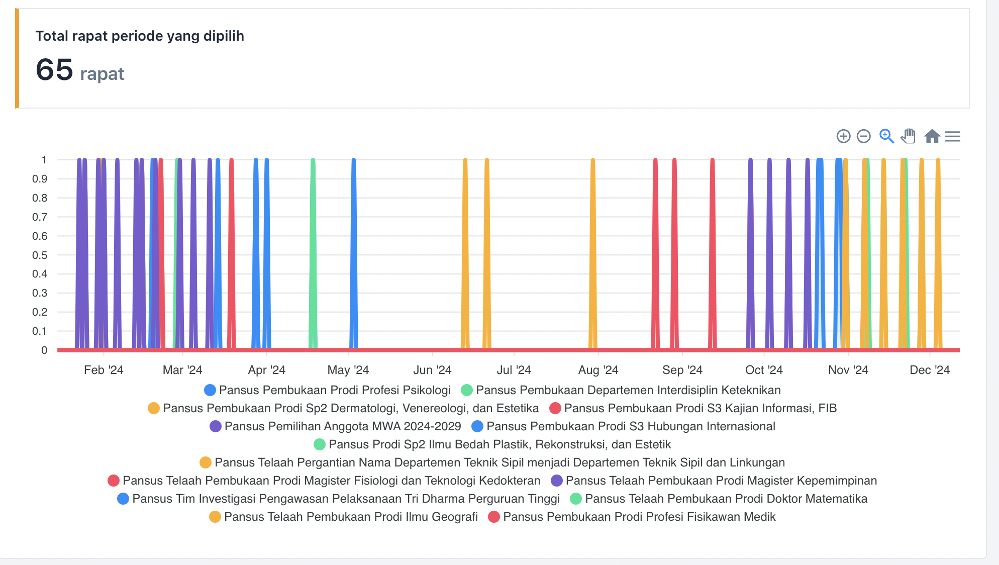 Total rapat periode yang dipilih
65 rapat
1
0.9
0.8
0.7
0.6
0.5
0.4
0.3
0.2
0.1
0
Feb '24 Mar '24 Apr '24 May '24 Jun '24 Jul '24 Aug '24 Sep '24 Oct '24 Nov '24 Dec '24
Pansus Pembukaan Prodi Profesi Psikologi Pansus Pembukaan Departemen Interdisiplin Keteknikan
Pansus Pembukaan Prodi Sp2 Dermatologi, Venereologi, dan Estetika Pansus Pembukaan Prodi S3 Kajian Informasi, FIB
Pansus Pemilihan Anggota MWA 2024-2029 Pansus Pembukaan Prodi S3 Hubungan Internasional
Pansus Prodi Sp2 Ilmu Bedah Plastik, Rekonstruksi, dan Estetik
Pansus Telaah Pergantian Nama Departemen Teknik Sipil menjadi Departemen Teknik Sipil dan Linkungan
Pansus Telaah Pembukaan Prodi Magister Fisiologi dan Teknologi Kedokteran Pansus Telaah Pembukaan Prodi Magister Kepemimpinan
Pansus Tim Investigasi Pengawasan Pelaksanaan Tri Dharma Perguruan Tinggi Pansus Telaah Pembukaan Prodi Doktor Matematika
Pansus Telaah Pembukaan Prodi Ilmu Geografi Pansus Pembukaan Prodi Profesi Fisikawan Medik